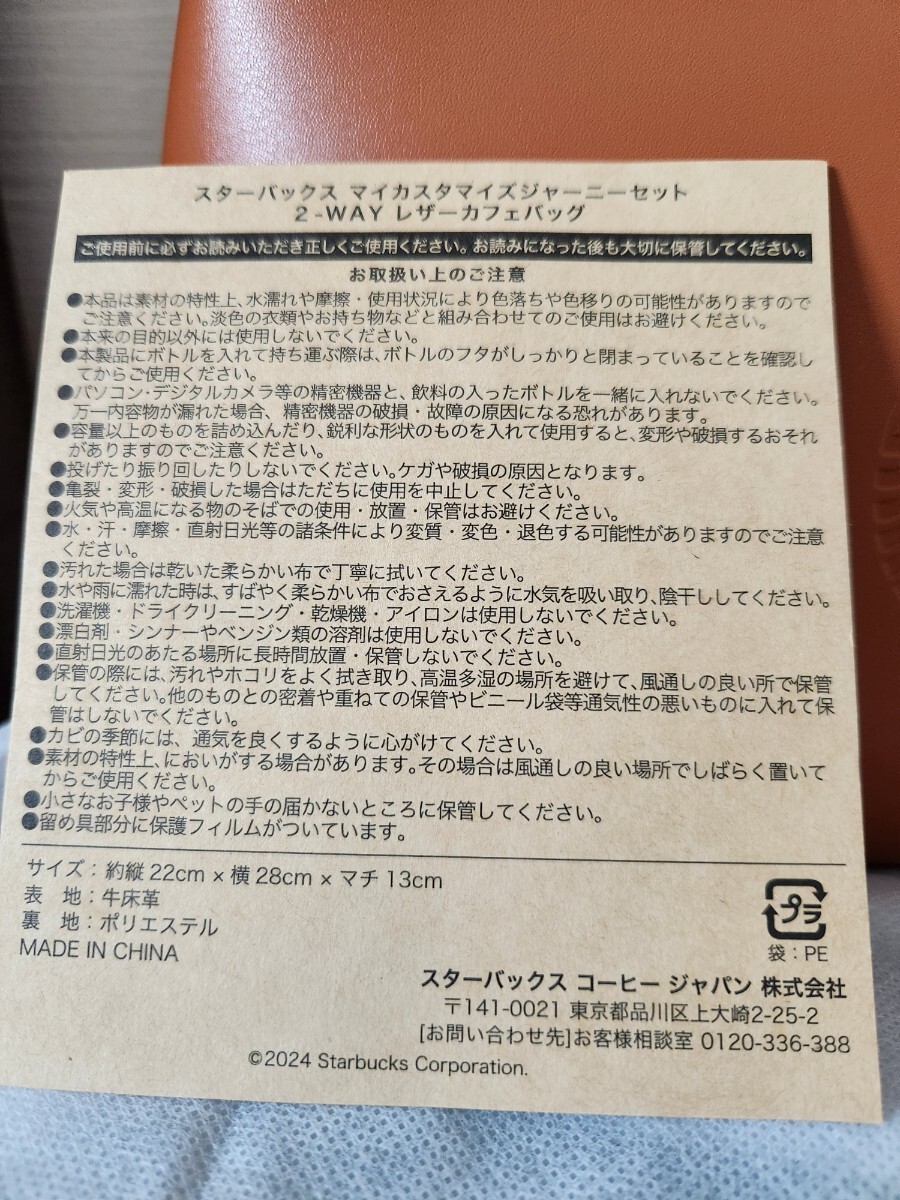 スターバックス マイカスタマイズジャーニーセット
2-WAY レザーカフェバッグ
ご使用前に必ずお読みいただき正しくご使用ください。お読みになった後も大切に保管してください。
お取扱い上のご注意
●本品は素材の特性上、水濡れや摩擦・使用状況により色落ちや色移りの可能性がありますので
ご注意ください。淡色の衣類やお持ち物などと組み合わせてのご使用はお避けください。
●本来の目的以外には使用しないでください。
●本製品にボトルを入れて持ち運ぶ際は、ボトルのフタがしっかりと閉まっていることを確認し
てからご使用ください。
●パソコン・デジタルカメラ等の精密機器と、飲料の入ったボトルを一緒に入れないでください。
万一内容物が漏れた場合、精密機器の破損・故障の原因になる恐れがあります。
●容量以上のものを詰め込んだり、鋭利な形状のものを入れて使用すると、変形や破損するおそれ
がありますのでご注意ください。
●投げたり振り回したりしないでください。ケガや破損の原因となります。
●亀裂・変形・破損した場合はただちに使用を中止してください。
●火気や高温になる物のそばでの使用・放置・保管はお避けください。
●水・汗・摩擦・直射日光等の諸条件により変質・変色・退色する可能性がありますのでご注意
ください。
●汚れた場合は乾いた柔らかい布で丁寧に拭いてください。
●水や雨に濡れた時は、すばやく柔らかい布でおさえるように水気を吸い取り、陰干ししてください。
●洗濯機・ドライクリーニング・乾燥機・アイロンは使用しないでください。
●漂白剤・シンナーやベンジン類の溶剤は使用しないでください。
●直射日光のあたる場所に長時間放置・保管しないでください。
●保管の際には、汚れやホコリをよく拭き取り、高温多湿の場所を避けて、風通しの良い所で保管
してください。他のものとの密着や重ねての保管やビニール袋等通気性の悪いものに入れて保
管はしないでください。
●カビの季節には、通気を良くするように心がけてください。
●素材の特性上、においがする場合があります。その場合は風通しの良い場所でしばらく置いて
からご使用ください。
●小さなお子様やペットの手の届かないところに保管してください。
●留め具部分に保護フィルムがついています。
サイズ：約縦22cm×横28cm×マチ13cm
表　地：牛床革
裏　地：ポリエステル
MADE IN CHINA
プラ
袋：PE
スターバックス コーヒー ジャパン 株式会社
〒141-0021 東京都品川区上大崎2-25-2
[お問い合わせ先]お客様相談室 0120-336-388
©2024 Starbucks Corporation.